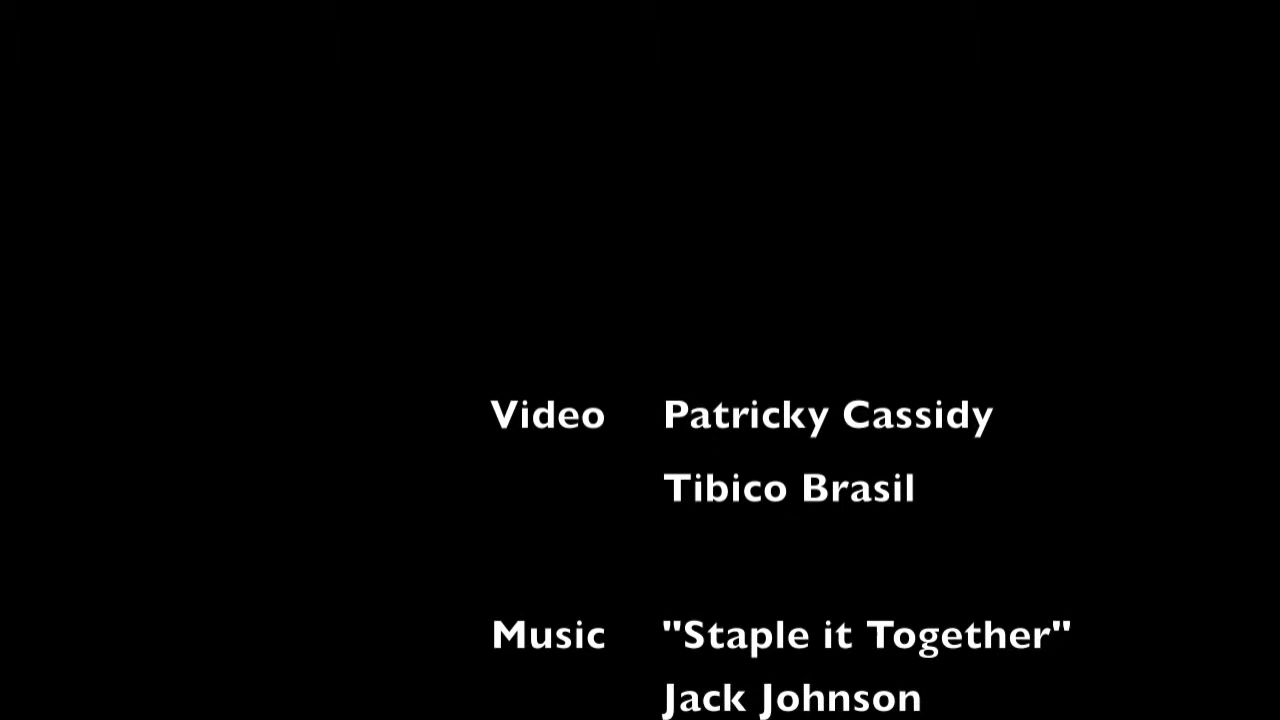 Video Patricky Cassidy
Tibico Brasil
Music "Staple it Together"
Jack Johnson